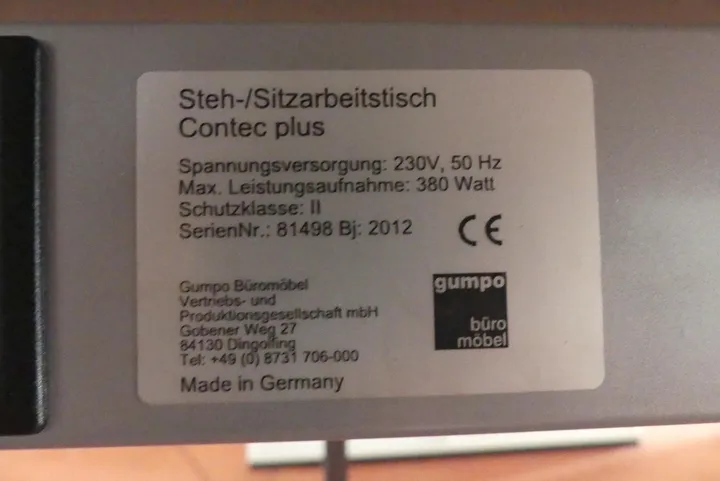 Steh-/Sitzarbeitstisch
Contec plus
Spannungsversorgung: 230V, 50 Hz
Max. Leistungsaufnahme: 380 Watt
Schutzklasse: II
SerienNr.: 81498 Bj: 2012
CE
Gumpo Büromöbel
Vertriebs- und
Produktionsgesellschaft mbH
Gobener Weg 27
84130 Dingolfing
Tel: +49 (0) 8731 706-000
Made in Germany
gumpo
büro
möbel